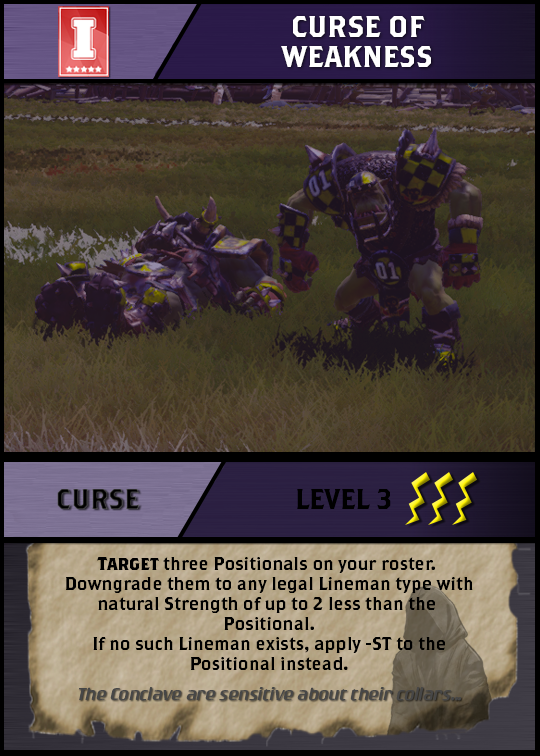 I
CURSE OF
WEAKNESS
01
01
CURSE
LEVEL 3
TARGET three Positionals on your roster.
Downgrade them to any legal Lineman type with
natural Strength of up to 2 less than the
Positional.
If no such Lineman exists, apply -ST to the
Positional instead.
The Conclave are sensitive about their collars...